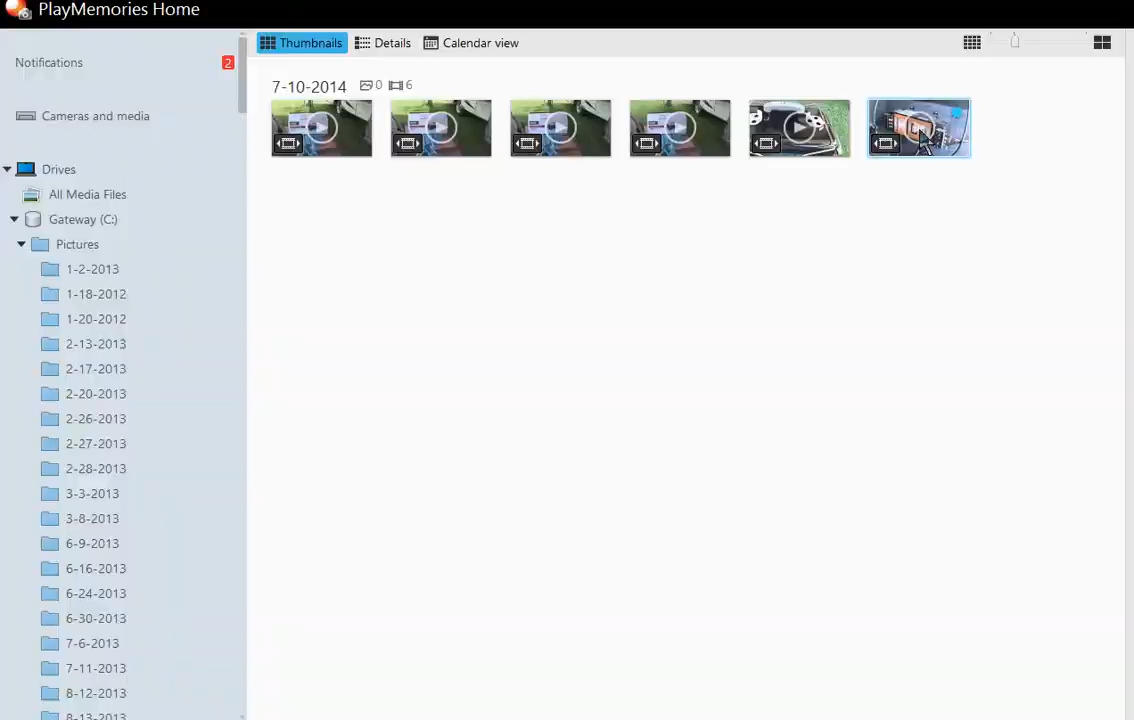 PlayMemories Home
Thumbnails Details Calendar view
Notifications 2
7-10-2014 0 6
Cameras and media
Drives
All Media Files
Gateway (C:)
Pictures
1-2-2013
1-18-2012
1-20-2012
2-13-2013
2-17-2013
2-20-2013
2-26-2013
2-27-2013
2-28-2013
3-3-2013
3-8-2013
6-9-2013
6-16-2013
6-24-2013
6-30-2013
7-6-2013
7-11-2013
8-12-2013
8-13-2013